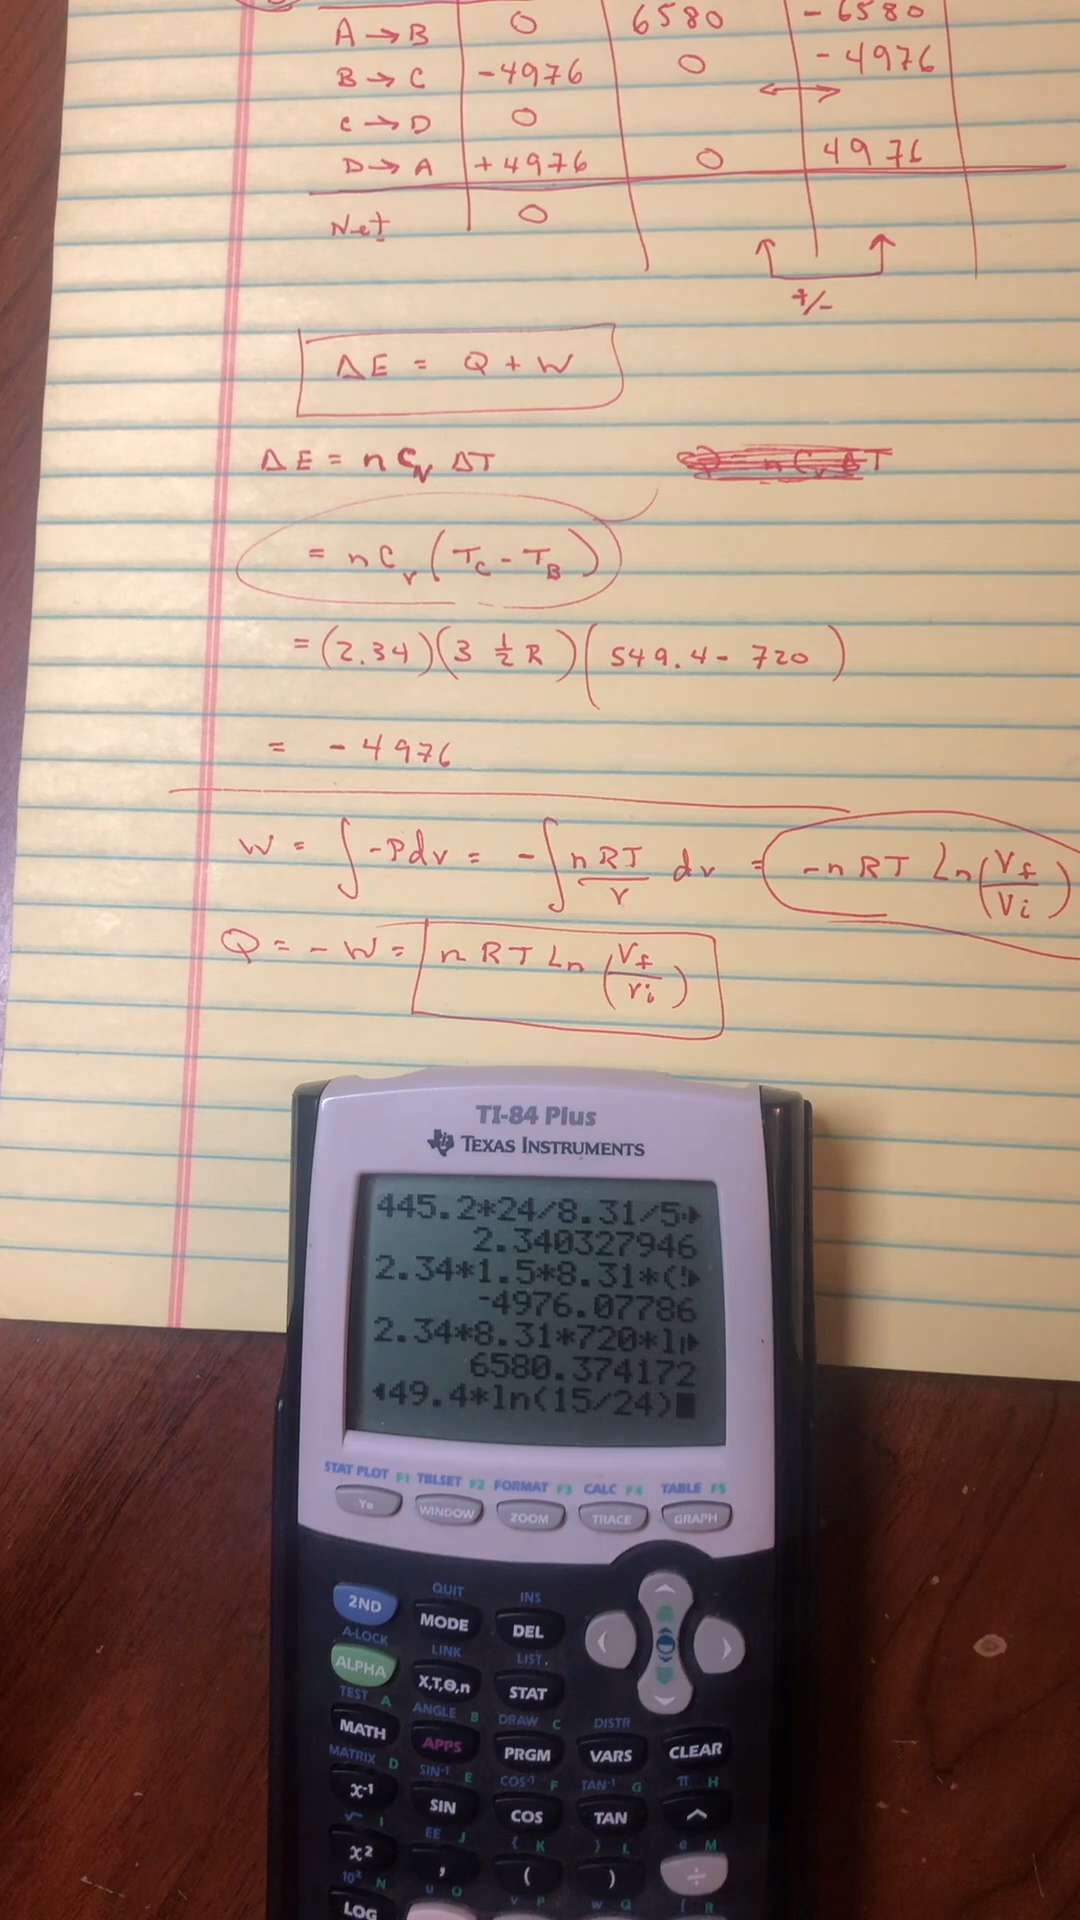 A → B 0 6580 - 6580
B → C -4976 0 - 4976
C → D 0
D → A + 4976 0 4976
Net 0
+/-
ΔE = Q + W
ΔE = n Cv ΔT
= n Cv (TC - TB)
= (2.34)(3 1/2 R)(549.4 - 720)
= - 4976
W = ∫ -Pdv = - ∫ nRT/v dv = -nRT Ln (Vf/Vi)
Q = - W = nRT Ln (Vf/Vi)
TI-84 Plus
TEXAS INSTRUMENTS
445.2*24/8.31/5
2.340327946
2.34*1.5*8.31*(5
-4976.07786
2.34*8.31*720*ln
6580.374172
49.4*ln(15/24)
STAT PLOT F1 TBLSET F2 FORMAT F3 CALC F4 TABLE F5
Y= WINDOW ZOOM TRACE GRAPH
QUIT INS
2ND MODE DEL
A-LOCK LINK LIST
ALPHA X,T,Θ,n STAT
TEST A ANGLE B DRAW C DISTR
MATH APPS PRGM VARS CLEAR
MATRIX D SIN-1 E COS-1 F TAN-1 G π H
x-1 SIN COS TAN ^
√ I EE J { K } L e M
x2 , ( ) ÷
10x N u O v P w Q [ R
LOG